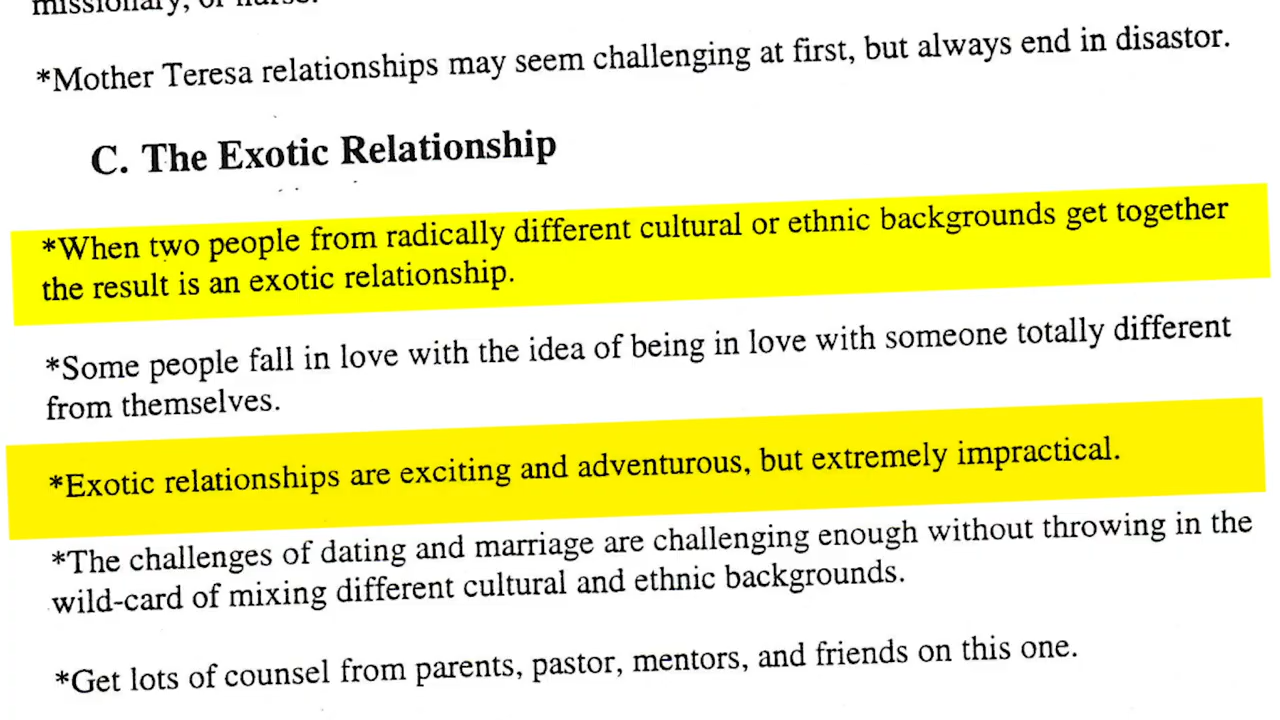 missionary, or nurse.
*Mother Teresa relationships may seem challenging at first, but always end in disastor.
C. The Exotic Relationship
*When two people from radically different cultural or ethnic backgrounds get together
the result is an exotic relationship.
*Some people fall in love with the idea of being in love with someone totally different
from themselves.
*Exotic relationships are exciting and adventurous, but extremely impractical.
*The challenges of dating and marriage are challenging enough without throwing in the
wild-card of mixing different cultural and ethnic backgrounds.
*Get lots of counsel from parents, pastor, mentors, and friends on this one.